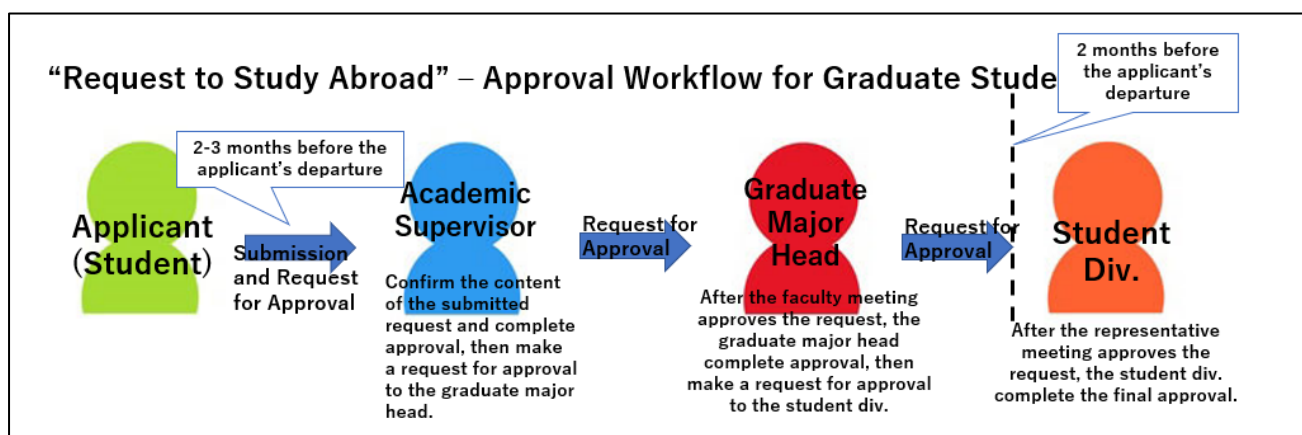 2 months before
the applicant's
departure
"Request to Study Abroad" – Approval Workflow for Graduate Stude
2-3 months before the
applicant's departure
Applicant
(Student)
Submission
and Request
for Approval
Academic
Supervisor
Confirm the content
of the submitted
request and complete
approval, then make
a request for approval
to the graduate major
head.
Request for
Approval
Graduate
Major
Head
After the faculty meeting
approves the request, the
graduate major head
complete approval, then
make a request for approval
to the student div.
Request for
Approval
Student
Div.
After the representative
meeting approves the
request, the student div.
complete the final approval.